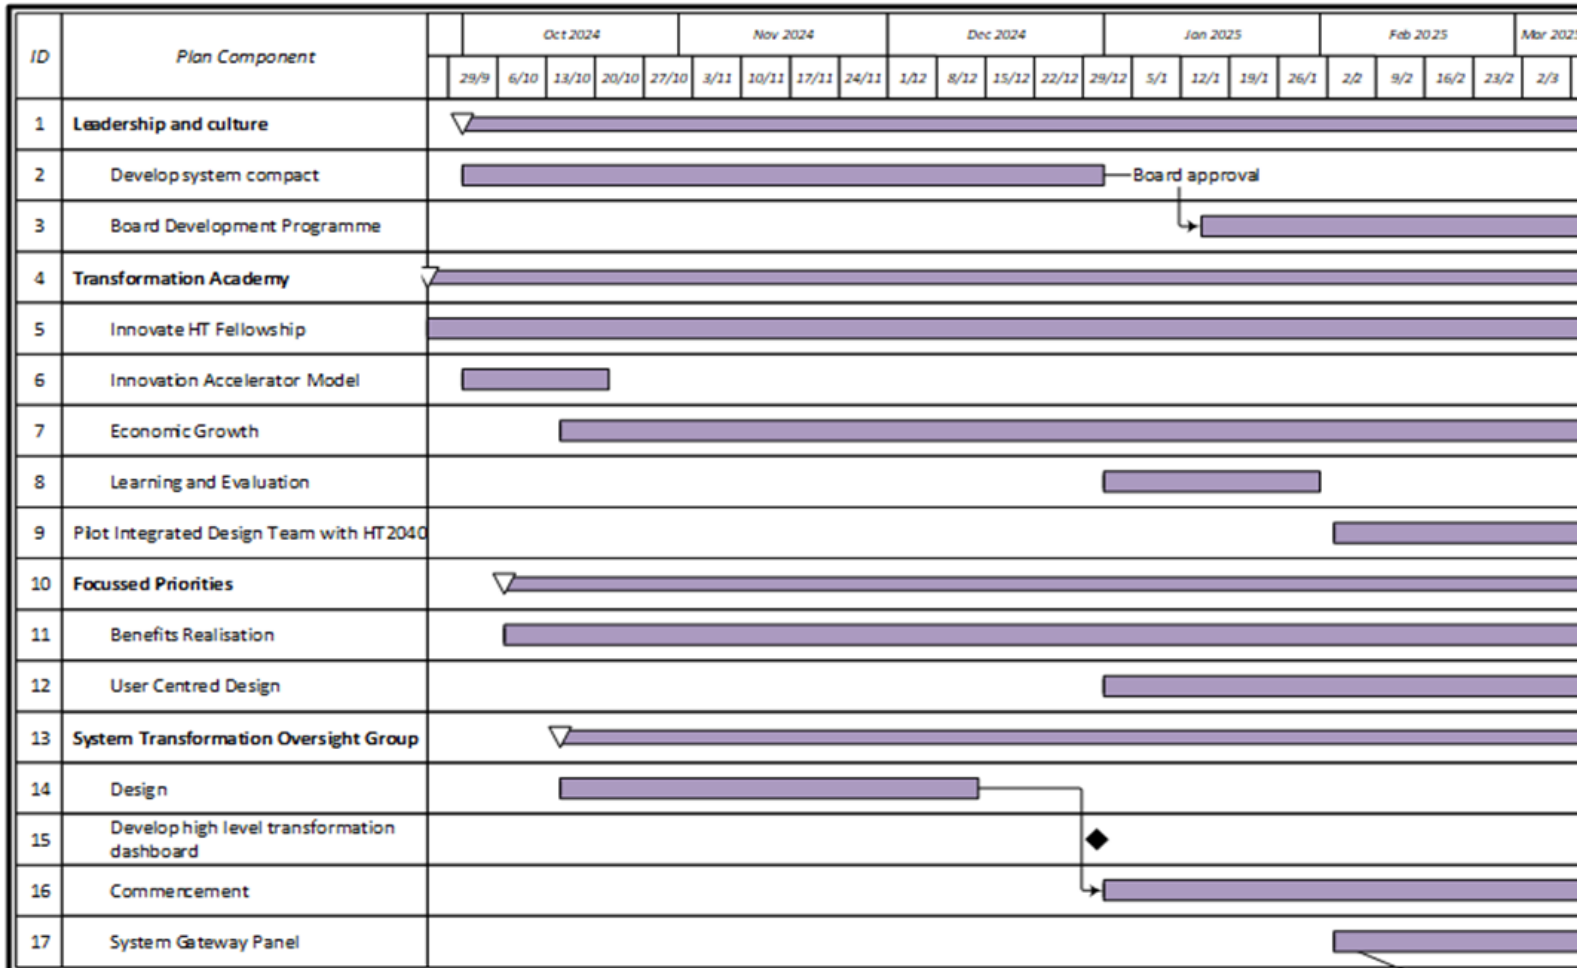 ID Plan Component Oct 2024 Nov 2024 Dec 2024 Jan 2025 Feb 2025 Mar 2025
29/9 6/10 13/10 20/10 27/10 3/11 10/11 17/11 24/11 1/12 8/12 15/12 22/12 29/12 5/1 12/1 19/1 26/1 2/2 9/2 16/2 23/2 2/3
1 Leadership and culture
2 Develop system compact Board approval
3 Board Development Programme
4 Transformation Academy
5 Innovate HT Fellowship
6 Innovation Accelerator Model
7 Economic Growth
8 Learning and Evaluation
9 Pilot Integrated Design Team with HT2040
10 Focussed Priorities
11 Benefits Realisation
12 User Centred Design
13 System Transformation Oversight Group
14 Design
15 Develop high level transformation
dashboard
16 Commencement
17 System Gateway Panel